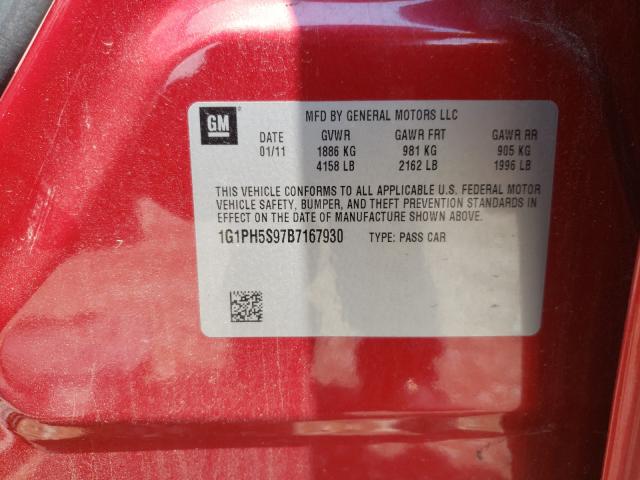 GM
MFD BY GENERAL MOTORS LLC
DATE GVWR GAWR FRT GAWR RR
01/11 1886 KG 981 KG 905 KG
4158 LB 2162 LB 1996 LB
THIS VEHICLE CONFORMS TO ALL APPLICABLE U.S. FEDERAL MOTOR
VEHICLE SAFETY, BUMPER, AND THEFT PREVENTION STANDARDS IN
EFFECT ON THE DATE OF MANUFACTURE SHOWN ABOVE.
1G1PH5S97B7167930 TYPE: PASS CAR